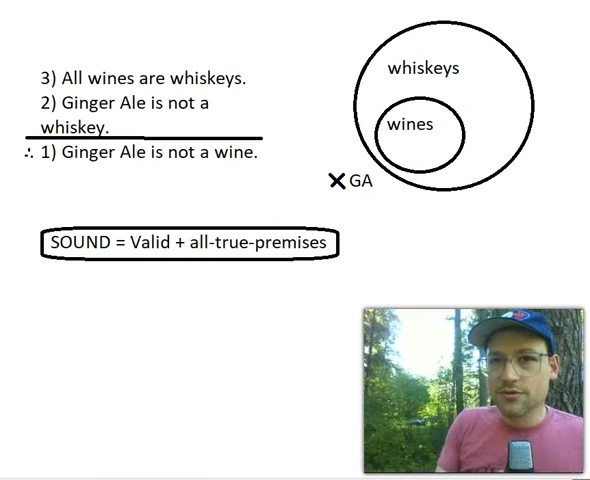 3) All wines are whiskeys.
2) Ginger Ale is not a
whiskey.
∴ 1) Ginger Ale is not a wine.
whiskeys
wines
GA
SOUND = Valid + all-true-premises